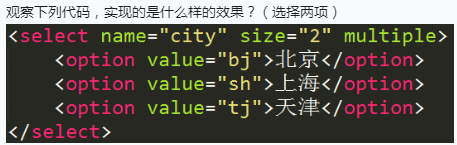 观察下列代码，实现的是什么样的效果？（选择两项）
<select name="city" size="2" multiple>
    <option value="bj">北京</option>
    <option value="sh">上海</option>
    <option value="tj">天津</option>
</select>